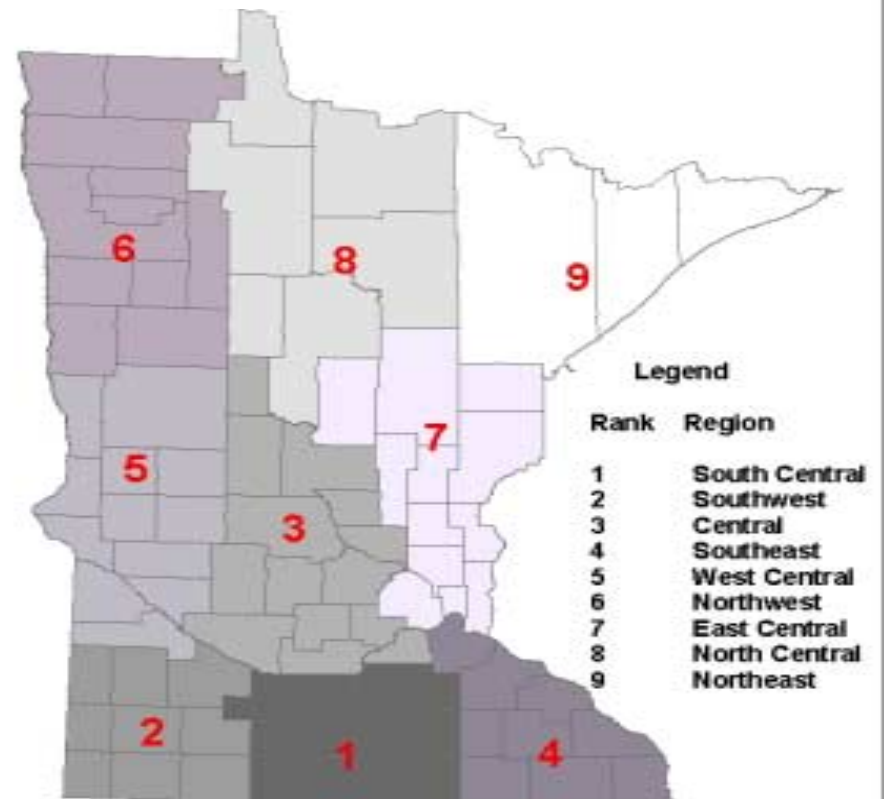 6
8
9
Legend
Rank Region
7
1 South Central
5
2 Southwest
3 Central
3
4 Southeast
5 West Central
6 Northwest
7 East Central
8 North Central
9 Northeast
2
1
4